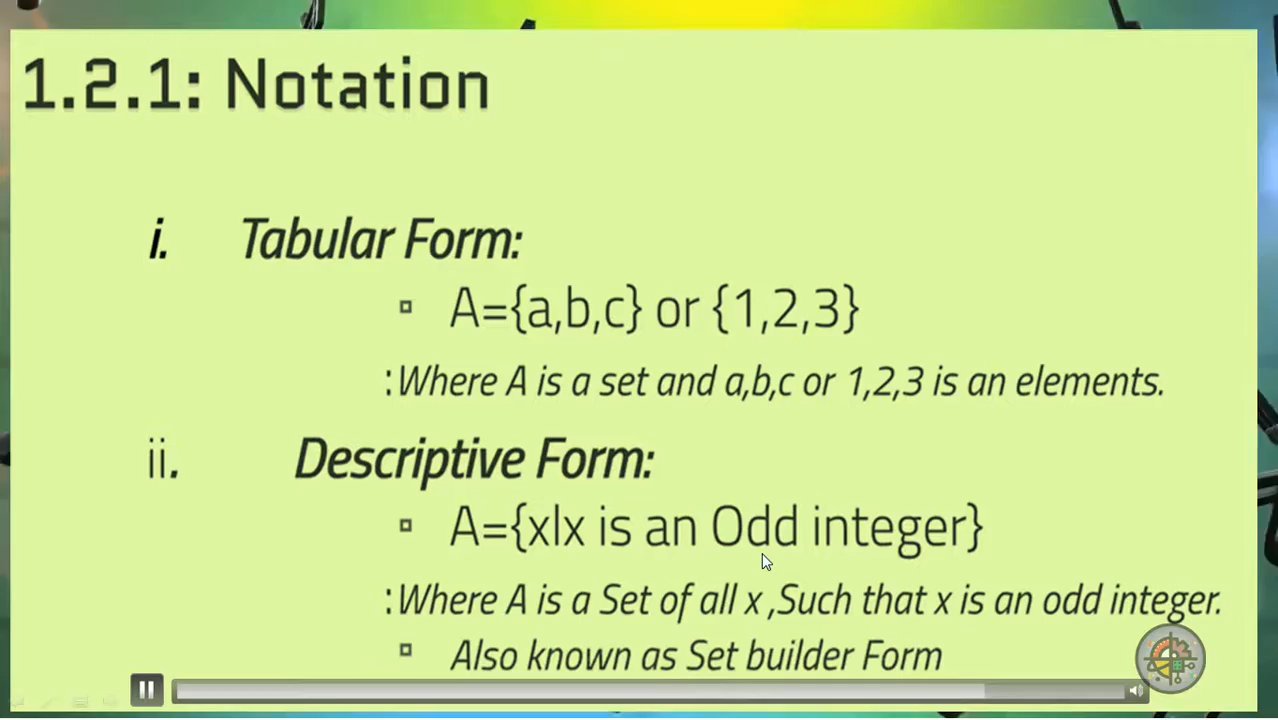 1.2.1: Notation
i. Tabular Form:
A={a,b,c} or {1,2,3}
:Where A is a set and a,b,c or 1,2,3 is an elements.
ii. Descriptive Form:
A={x|x is an Odd integer}
:Where A is a Set of all x ,Such that x is an odd integer.
Also known as Set builder Form